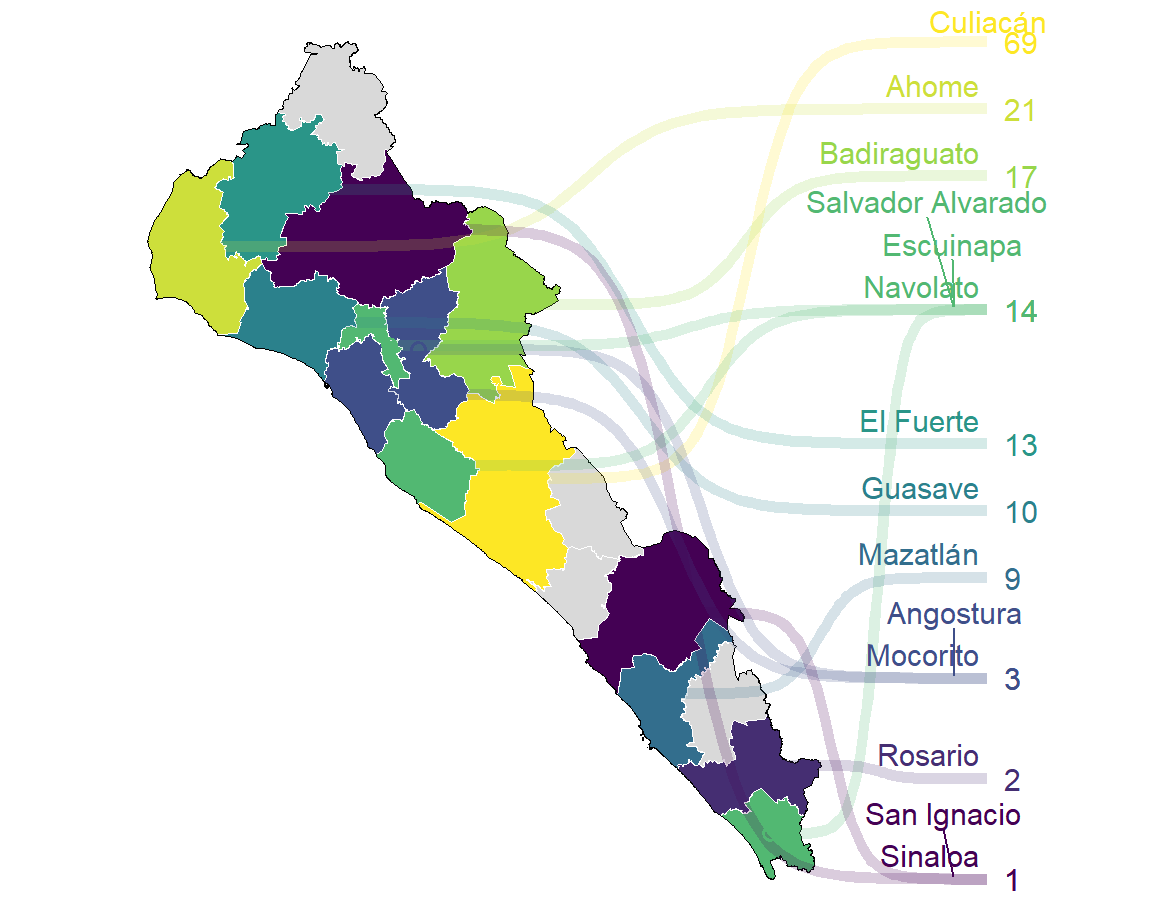 Culiacán
69
Ahome
21
Badiraguato
17
Salvador Alvarado
Escuinapa
Navolato
14
El Fuerte
13
Guasave
10
Mazatlán
9
Angostura
Mocorito
3
Rosario
2
San Ignacio
Sinaloa
1